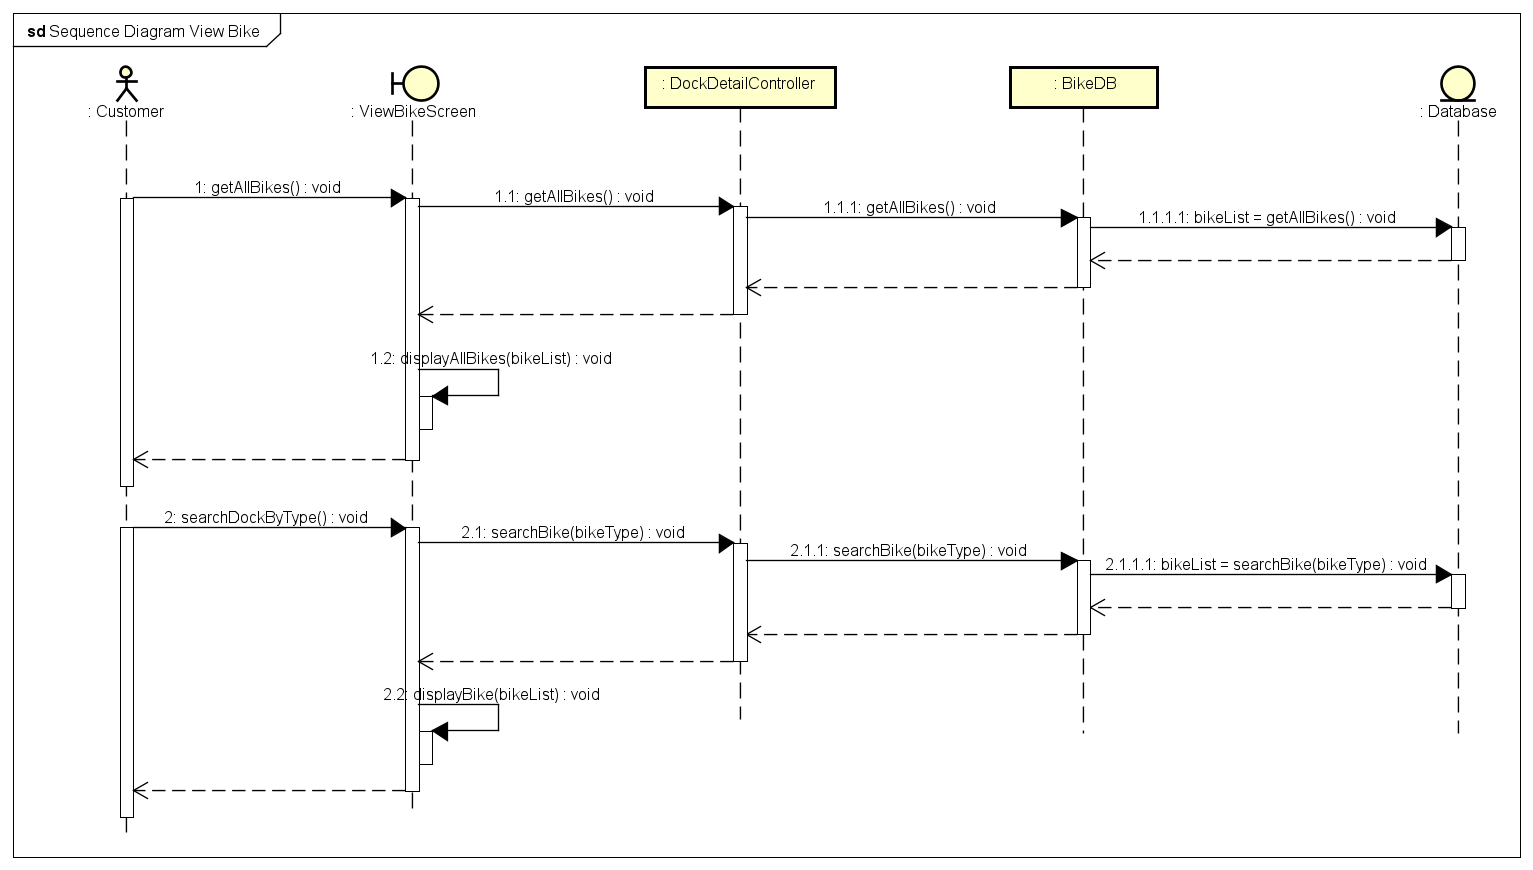 sd Sequence Diagram View Bike
: Customer
: ViewBikeScreen
: DockDetailController
: BikeDB
: Database
1: getAllBikes() : void
1.1: getAllBikes() : void
1.1.1: getAllBikes() : void
1.1.1.1: bikeList = getAllBikes() : void
1.2: displayAllBikes(bikeList) : void
2: searchDockByType() : void
2.1: searchBike(bikeType) : void
2.1.1: searchBike(bikeType) : void
2.1.1.1: bikeList = searchBike(bikeType) : void
2.2: displayBike(bikeList) : void